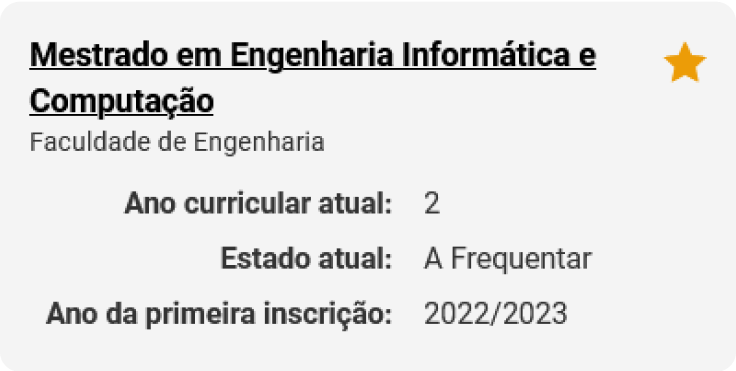 Mestrado em Engenharia Informática e
Computação
Faculdade de Engenharia
Ano curricular atual: 2
Estado atual: A Frequentar
Ano da primeira inscrição: 2022/2023